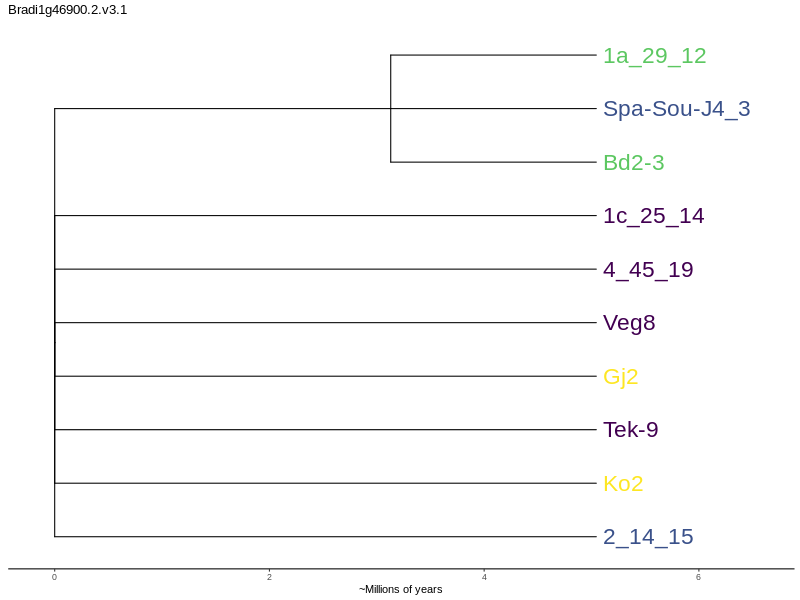 Bradi1g46900.2.v3.1
1a_29_12
Spa-Sou-J4_3
Bd2-3
1c_25_14
4_45_19
Veg8
Gj2
Tek-9
Ko2
2_14_15
0 2 4 6
~Millions of years